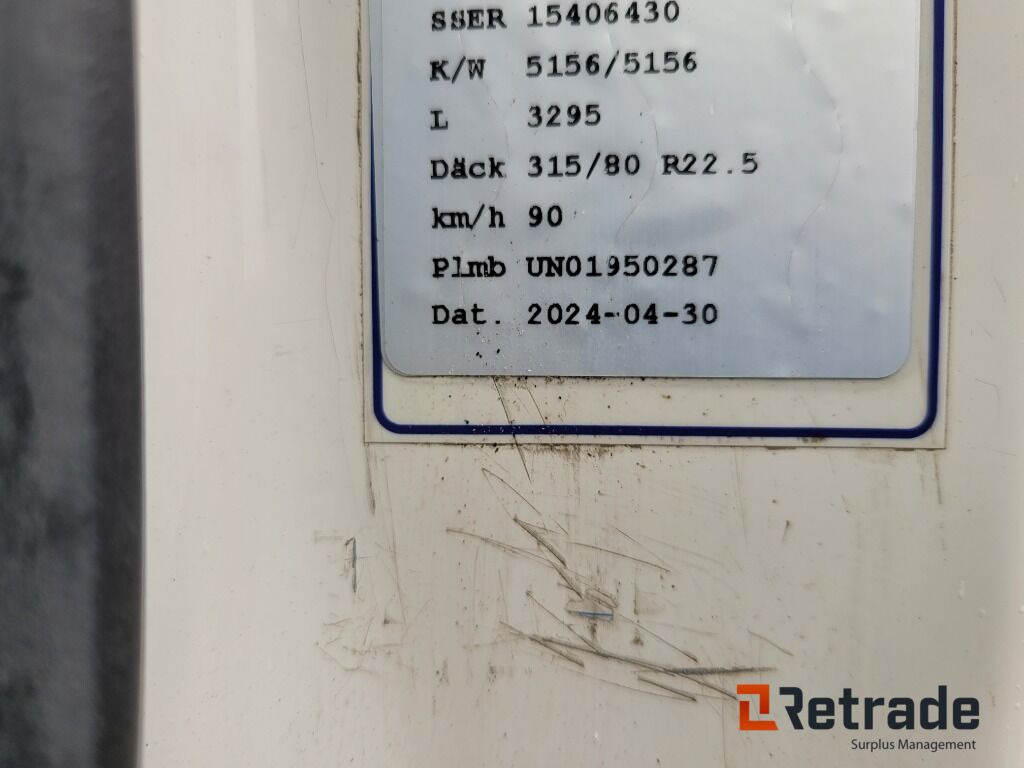 SSER 15406430
K/W 5156/5156
L 3295
Däck 315/80 R22.5
km/h 90
Plmb UN01950287
Dat. 2024-04-30
Retrade
Surplus Management